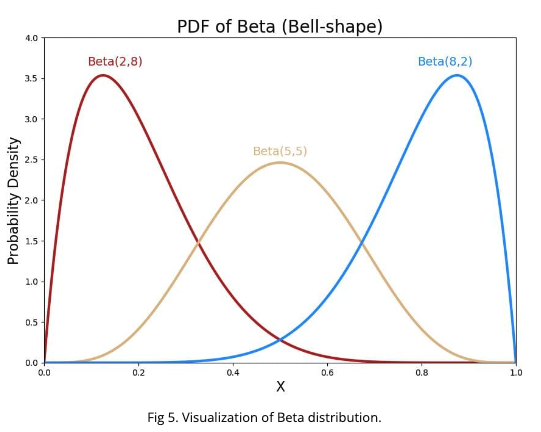 PDF of Beta (Bell-shape)
4.0
3.5
3.0
2.5
2.0
1.5
1.0
0.5
0.0
Probability Density
Beta(2,8)
Beta(8,2)
Beta(5,5)
0.0 0.2 0.4 0.6 0.8 1.0
X
Fig 5. Visualization of Beta distribution.